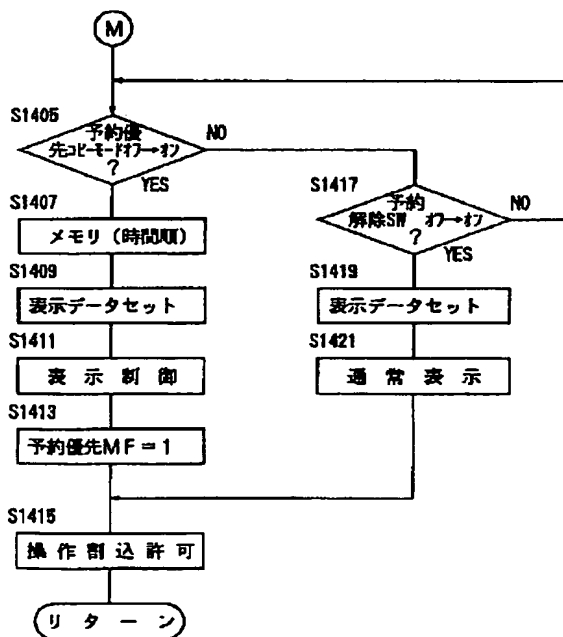 M
S1405
予約優
先コピーモードオフ→オン
?
NO
YES
S1407
メモリ(時間順)
S1409
表示データセット
S1411
表示制御
S1413
予約優先MF=1
S1417
予約
解除SW オフ→オン
?
NO
YES
S1419
表示データセット
S1421
通常表示
S1415
操作割込許可
リターン